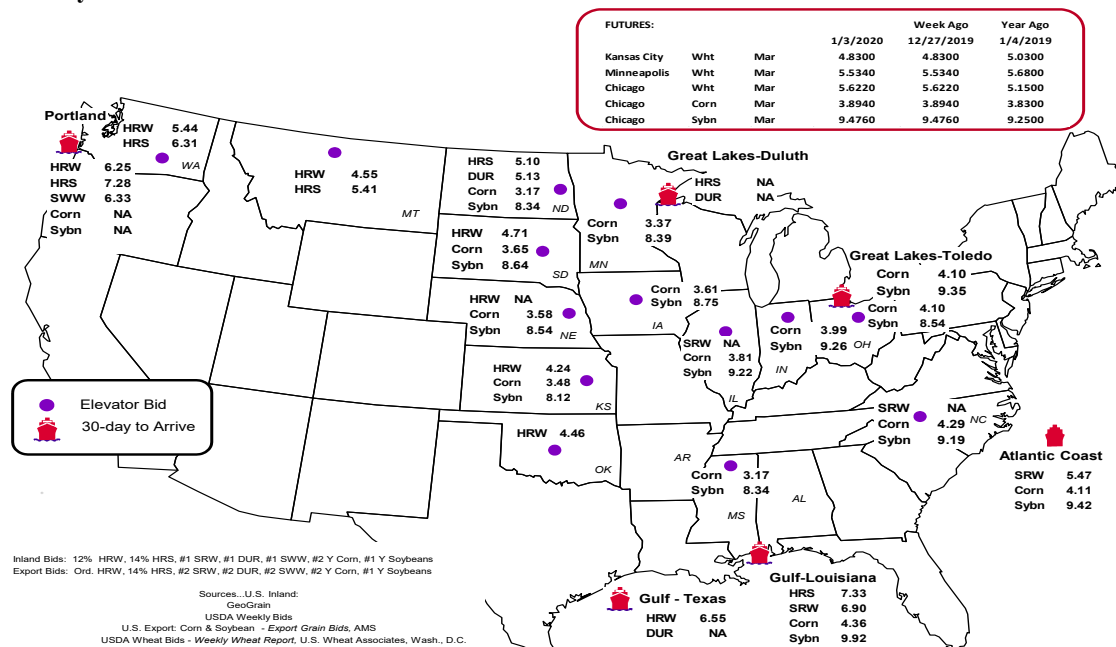 FUTURES:
Week Ago Year Ago
1/3/2020 12/27/2019 1/4/2019
Kansas City Wht Mar 4.8300 4.8300 5.0300
Minneapolis Wht Mar 5.5340 5.5340 5.6800
Chicago Wht Mar 5.6220 5.6220 5.1500
Chicago Corn Mar 3.8940 3.8940 3.8300
Chicago Sybn Mar 9.4760 9.4760 9.2500
Portland
HRW 5.44
HRS 6.31
WA
HRW 6.25
HRS 7.28
SWW 6.33
Corn NA
Sybn NA
HRW 4.55
HRS 5.41
MT
HRS 5.10
DUR 5.13
Corn 3.17
Sybn 8.34
ND
HRW 4.71
Corn 3.65
Sybn 8.64
SD
HRW NA
Corn 3.58
Sybn 8.54
NE
HRW 4.24
Corn 3.48
Sybn 8.12
KS
HRW 4.46
OK
Great Lakes-Duluth
HRS NA
DUR NA
Corn 3.37
Sybn 8.39
MN
Corn 3.61
Sybn 8.75
IA
SRW NA
Corn 3.81
Sybn 9.22
IL
Great Lakes-Toledo
Corn 4.10
Sybn 9.35
Corn 4.10
Sybn 8.54
OH
Corn 3.99
Sybn 9.26
IN
SRW NA
Corn 4.29
Sybn 9.19
NC
AR
Corn 3.17
Sybn 8.34
MS
AL
Atlantic Coast
SRW 5.47
Corn 4.11
Sybn 9.42
Gulf-Louisiana
HRS 7.33
SRW 6.90
Corn 4.36
Sybn 9.92
Gulf - Texas
HRW 6.55
DUR NA
Elevator Bid
30-day to Arrive
Inland Bids: 12% HRW, 14% HRS, #1 SRW, #1 DUR, #1 SWW, #2 Y Corn, #1 Y Soybeans
Export Bids: Ord. HRW, 14% HRS, #2 SRW, #2 DUR, #2 SWW, #2 Y Corn, #1 Y Soybeans
Sources...U.S. Inland:
GeoGrain
USDA Weekly Bids
U.S. Export: Corn & Soybean - Export Grain Bids, AMS
USDA Wheat Bids - Weekly Wheat Report, U.S. Wheat Associates, Wash., D.C.